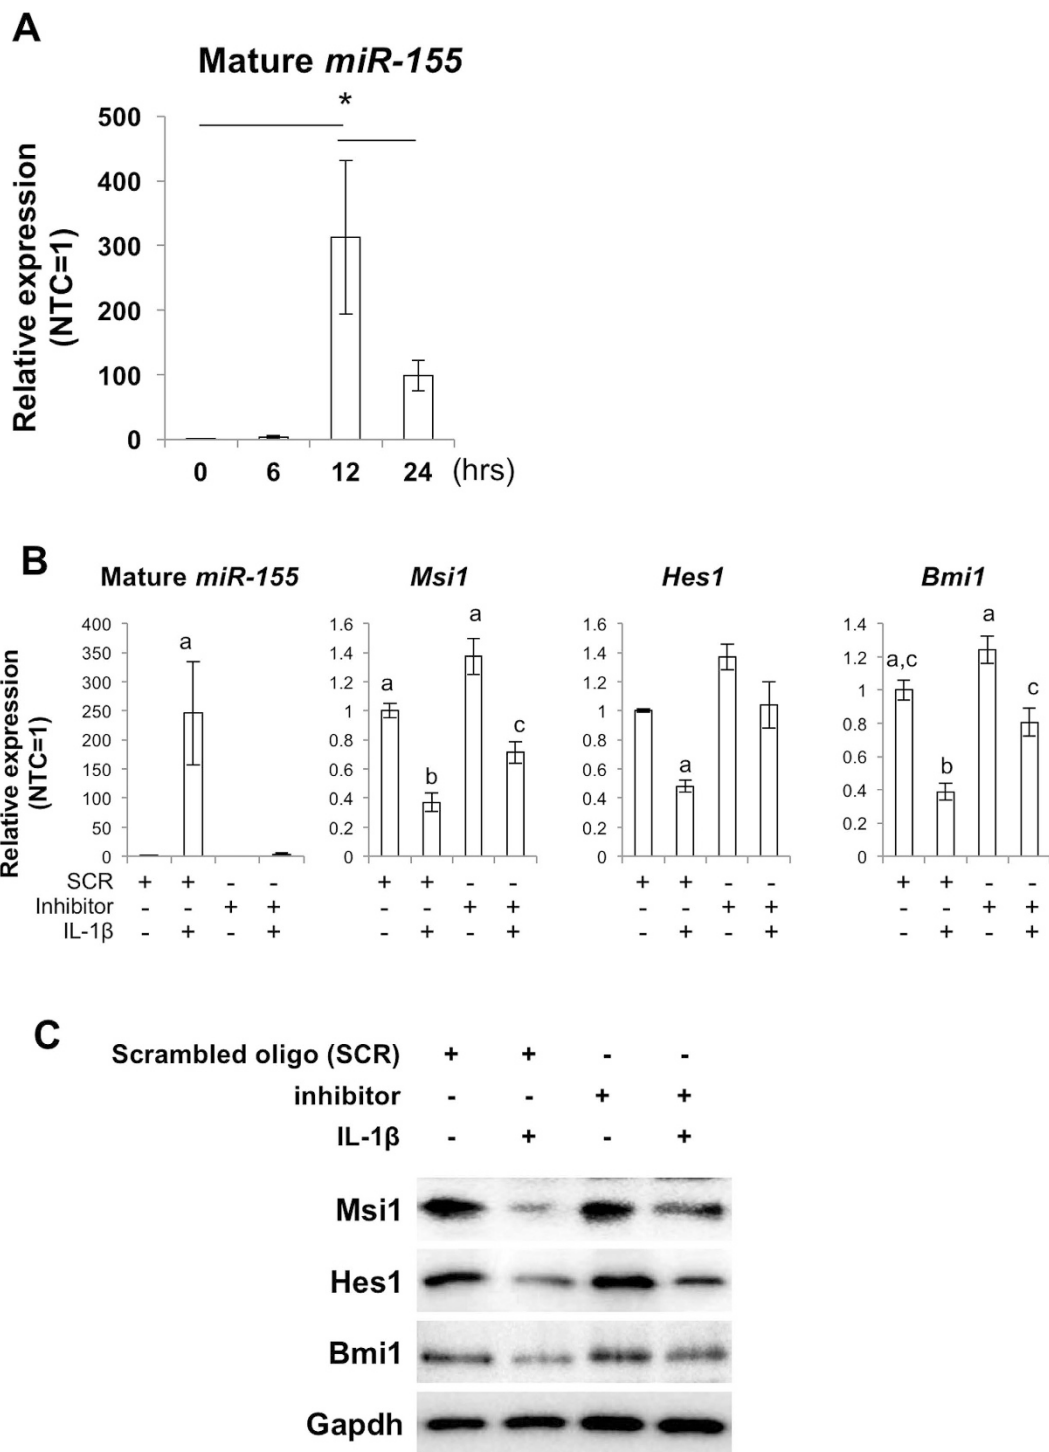 A
Mature miR-155
*
Relative expression
(NTC=1)
500
400
300
200
100
0
0 6 12 24 (hrs)
B
Mature miR-155 Msi1 Hes1 Bmi1
Relative expression
(NTC=1)
400
350
300
250
200
150
100
50
0
a
1.6
1.4
1.2
1
0.8
0.6
0.4
0.2
0
a b a c
1.6
1.4
1.2
1
0.8
0.6
0.4
0.2
0
a
1.4
1.2
1
0.8
0.6
0.4
0.2
0
a,c b a c
SCR + + - - + + - - + + - - + + - -
Inhibitor - - + + - - + + - - + + - - + +
IL-1β - + - + - + - + - + - + - + - +
C
Scrambled oligo (SCR) + + - -
inhibitor - - + +
IL-1β - + - +
Msi1
Hes1
Bmi1
Gapdh